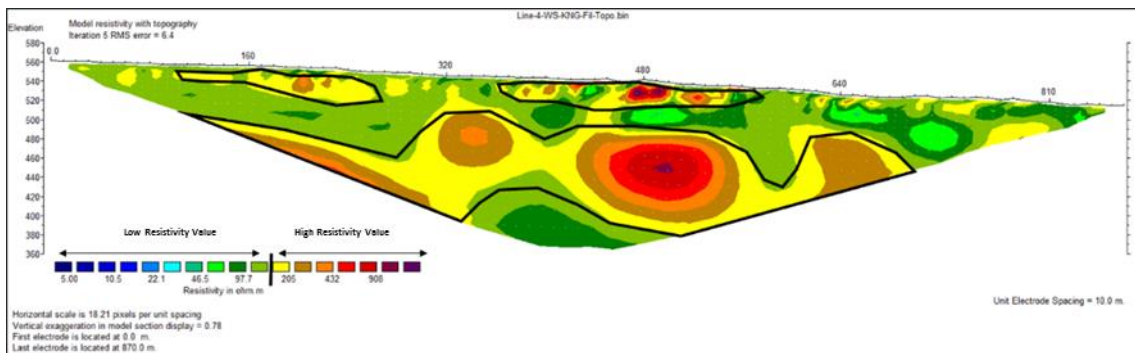 Line-4-WS-KNG-Fil-Topo.bin
Elevation
Model resistivity with topography
Iteration 5 RMS error = 6.4
580
560
540
520
500
480
460
440
420
400
380
360
0.0
160
320
480
640
810
Low Resistivity Value
High Resistivity Value
5.00 10.5 22.1 46.5 97.7 205 432 908
Resistivity in ohm.m
Unit Electrode Spacing = 10.0 m.
Horizontal scale is 18.21 pixels per unit spacing
Vertical exaggeration in model section display = 0.78
First electrode is located at 0.0 m.
Last electrode is located at 870.0 m.